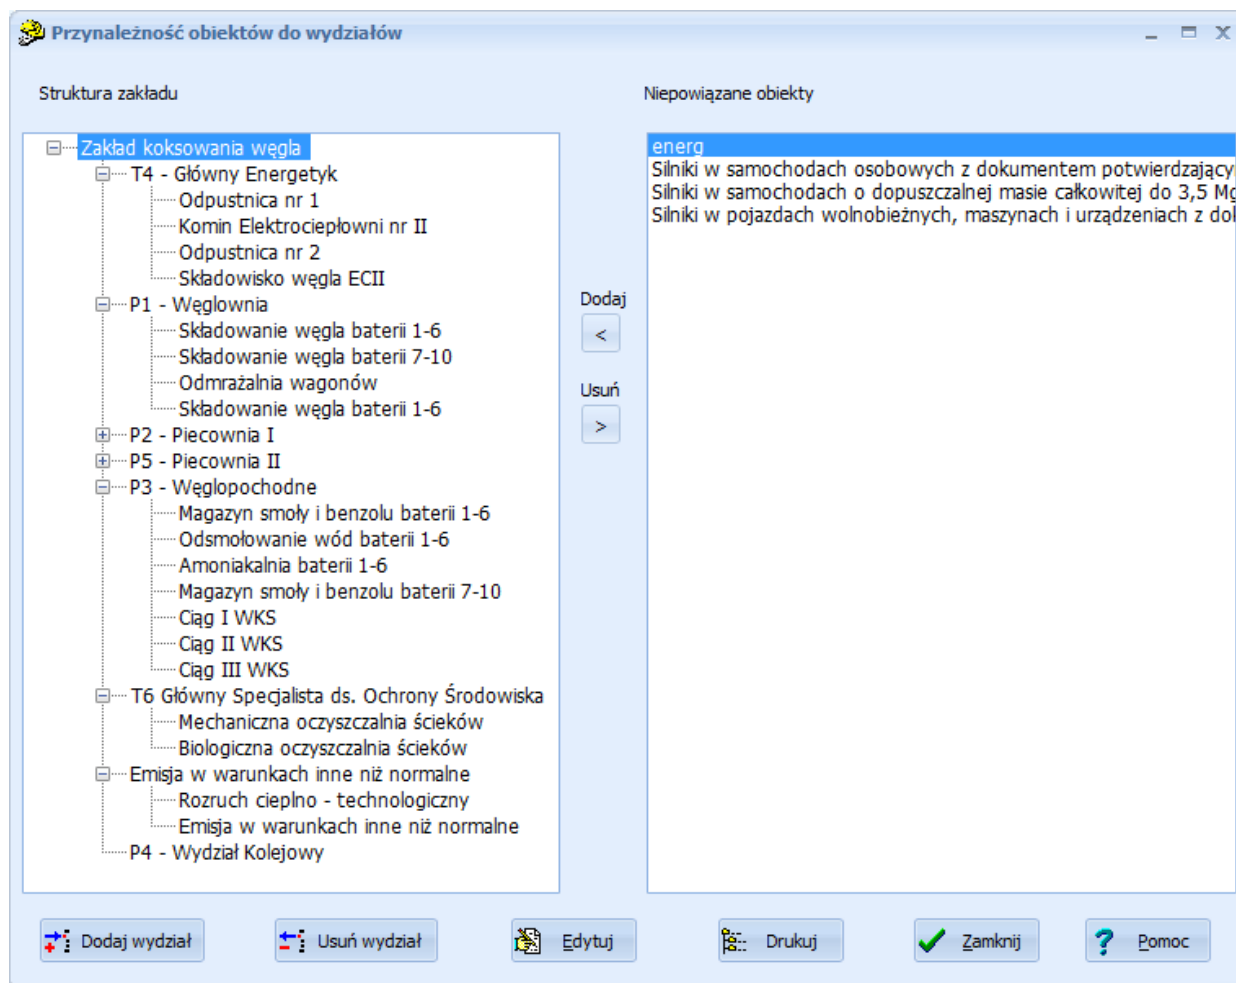 Przynależność obiektów do wydziałów
Struktura zakładu
Niepowiązane obiekty
Zakład koksowania węgla
T4 - Główny Energetyk
Odpustnica nr 1
Komin Elektrociepłowni nr II
Odpustnica nr 2
Składowisko węgla ECII
P1 - Węglownia
Składowanie węgla baterii 1-6
Składowanie węgla baterii 7-10
Odmrażalnia wagonów
Składowanie węgla baterii 1-6
P2 - Piecownia I
P5 - Piecownia II
P3 - Węglopochodne
Magazyn smoły i benzolu baterii 1-6
Odsmołowanie wód baterii 1-6
Amoniakalnia baterii 1-6
Magazyn smoły i benzolu baterii 7-10
Ciąg I WKS
Ciąg II WKS
Ciąg III WKS
T6 Główny Specjalista ds. Ochrony Środowiska
Mechaniczna oczyszczalnia ścieków
Biologiczna oczyszczalnia ścieków
Emisja w warunkach inne niż normalne
Rozruch cieplno - technologiczny
Emisja w warunkach inne niż normalne
P4 - Wydział Kolejowy
Dodaj
<
Usuń
>
energ
Silniki w samochodach osobowych z dokumentem
Silniki w samochodach o dopuszczalnej masie całkowitej do 3,5 Mg
Silniki w pojazdach wolnobieżnych, maszynach i urządzeniach z
Dodaj wydział
Usuń wydział
Edytuj
Drukuj
Zamknij
Pomoc